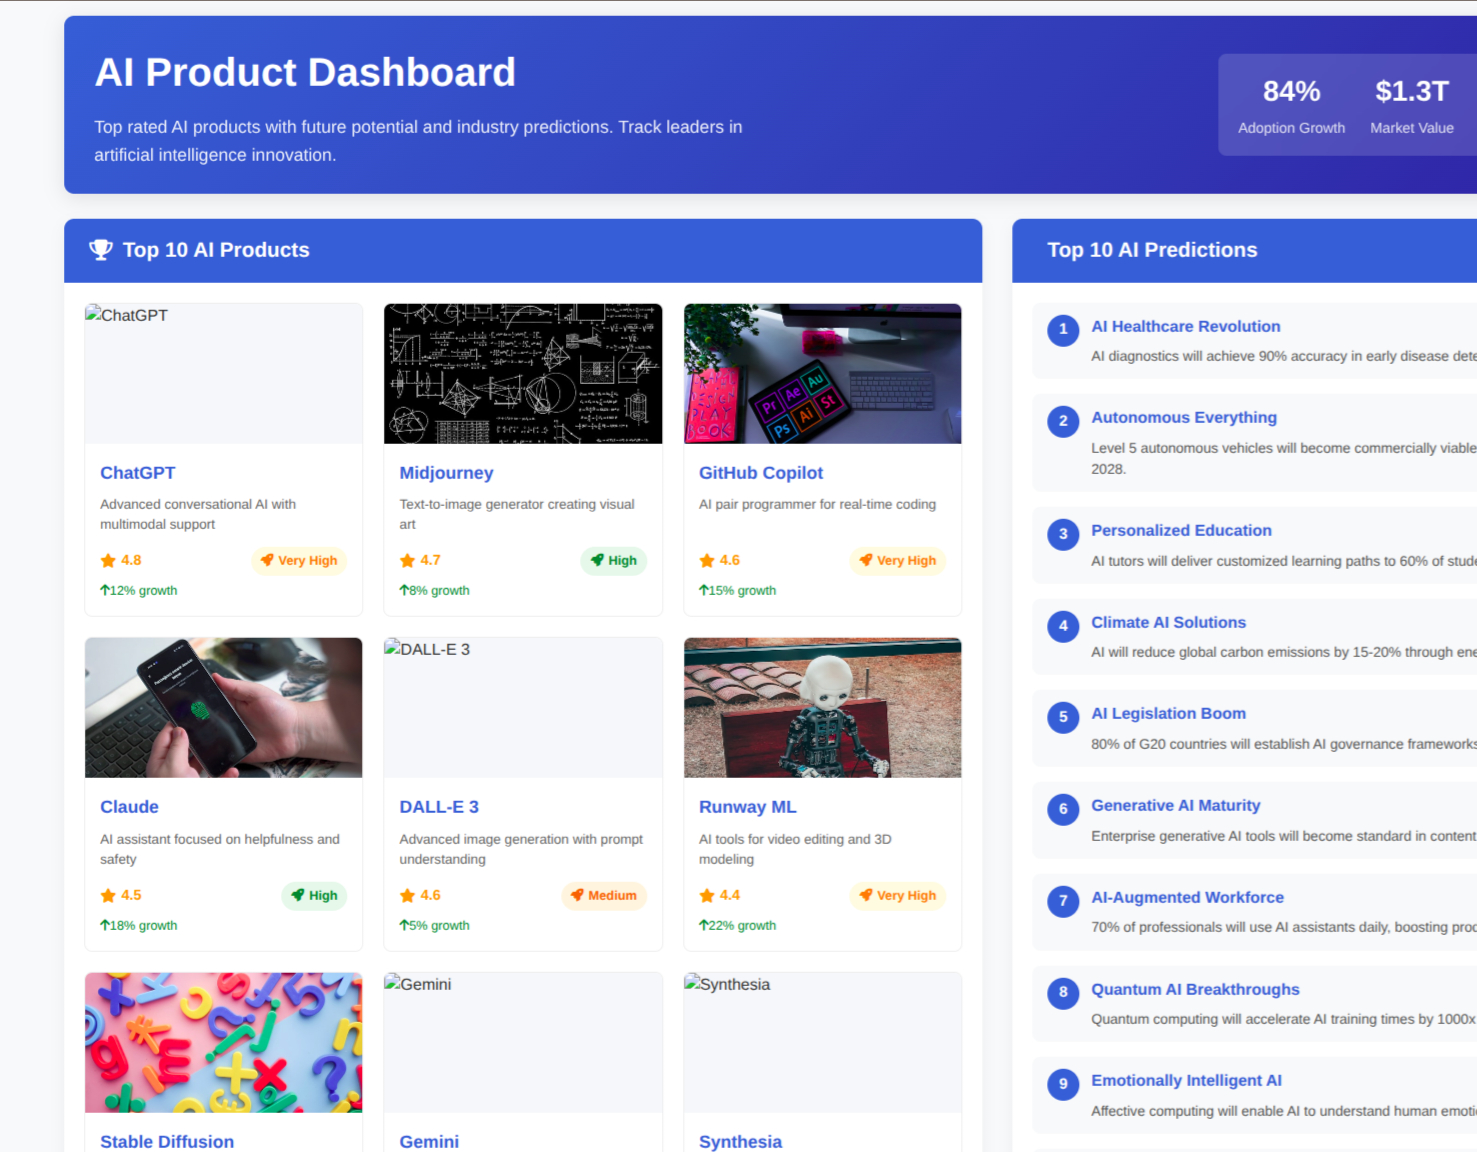 AI Product Dashboard
Top rated AI products with future potential and industry predictions. Track leaders in
artificial intelligence innovation.
84%
Adoption Growth
$1.3T
Market Value
Top 10 AI Products
ChatGPT
ChatGPT
Advanced conversational AI with
multimodal support
4.8
Very High
12% growth
Midjourney
Text-to-image generator creating visual
art
4.7
High
8% growth
Pr Ae Au
Ps Ai St
PLAY
BOOK
GitHub Copilot
AI pair programmer for real-time coding
4.6
Very High
15% growth
Claude
AI assistant focused on helpfulness and
safety
4.5
High
18% growth
DALL-E 3
DALL-E 3
Advanced image generation with prompt
understanding
4.6
Medium
5% growth
Runway ML
AI tools for video editing and 3D
modeling
4.4
Very High
22% growth
Stable Diffusion
Gemini
Gemini
Synthesia
Synthesia
Top 10 AI Predictions
1
AI Healthcare Revolution
AI diagnostics will achieve 90% accuracy in early disease dete
2
Autonomous Everything
Level 5 autonomous vehicles will become commercially viable
2028.
3
Personalized Education
AI tutors will deliver customized learning paths to 60% of stude
4
Climate AI Solutions
AI will reduce global carbon emissions by 15-20% through ene
5
AI Legislation Boom
80% of G20 countries will establish AI governance frameworks
6
Generative AI Maturity
Enterprise generative AI tools will become standard in content
7
AI-Augmented Workforce
70% of professionals will use AI assistants daily, boosting prod
8
Quantum AI Breakthroughs
Quantum computing will accelerate AI training times by 1000x
9
Emotionally Intelligent AI
Affective computing will enable AI to understand human emotio